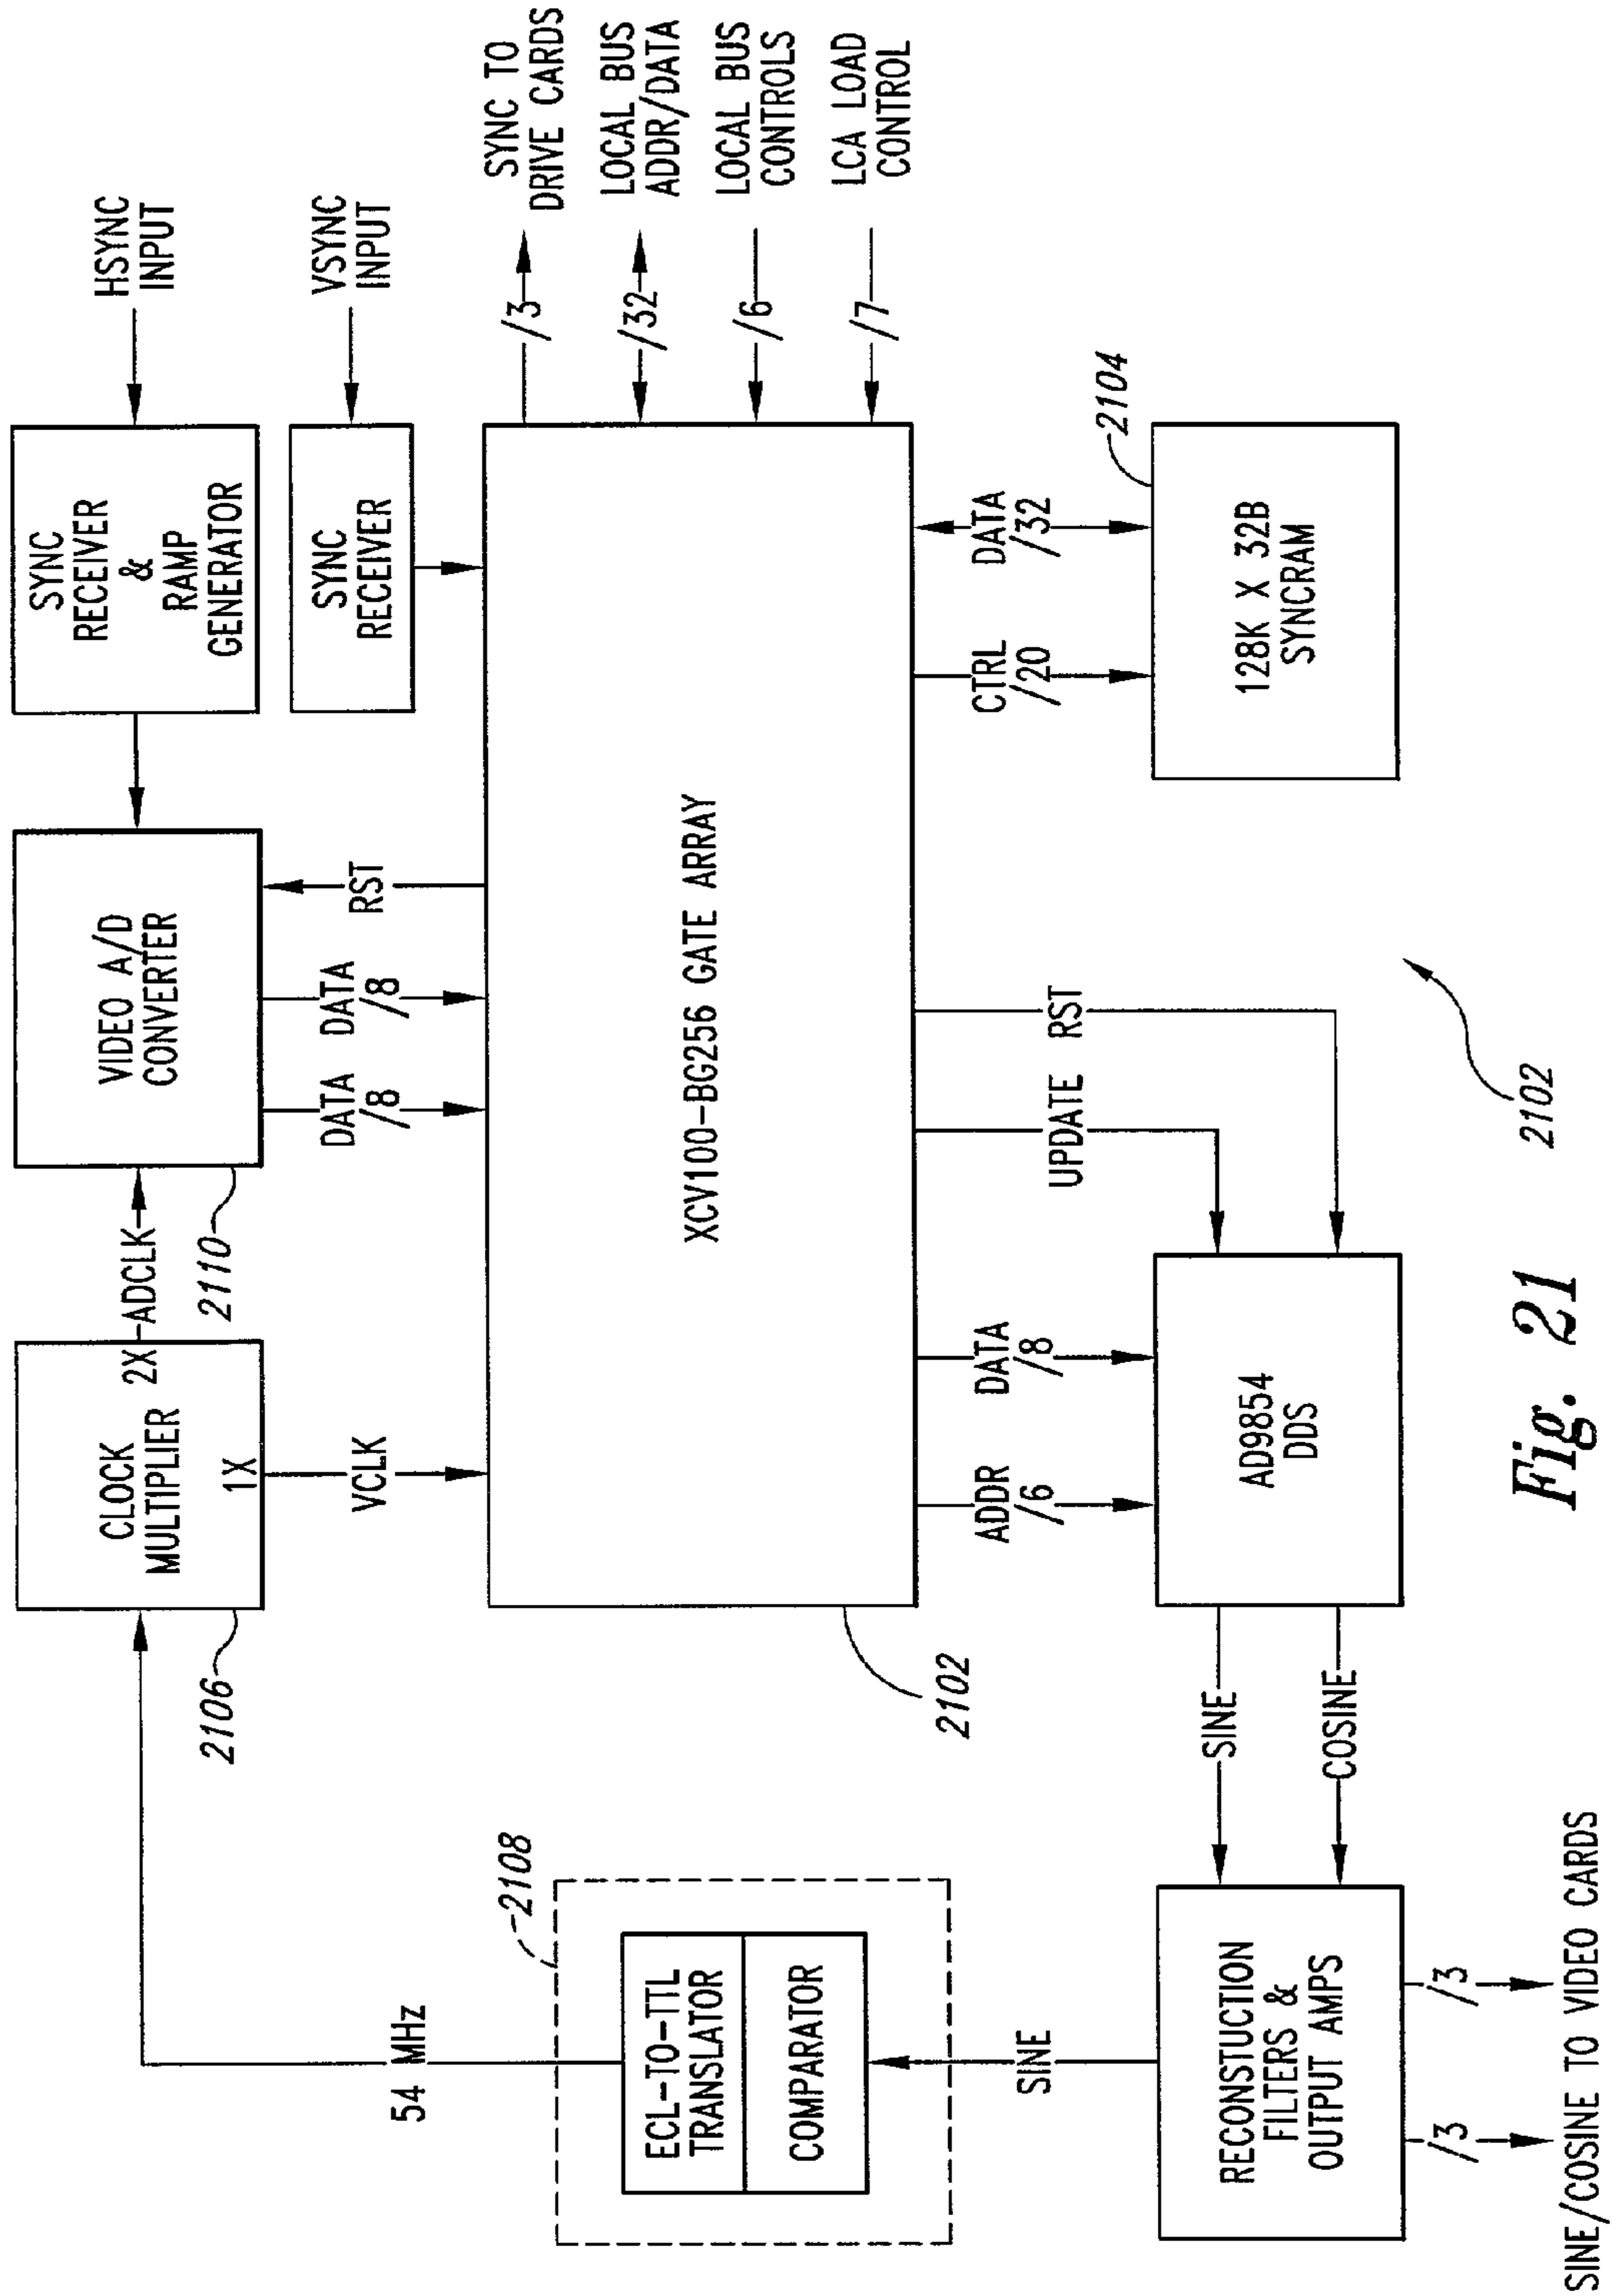 HSYNC
INPUT
VSYNC
INPUT
SYNC TO
DRIVE CARDS
LOCAL BUS
ADDR/DATA
LOCAL BUS
CONTROLS
LCA LOAD
CONTROL
/3
/32
/6
/7
SYNC
RECEIVER
&
RAMP
GENERATOR
SYNC
RECEIVER
VIDEO A/D
CONVERTER
2110
RST
DATA
/8
DATA
/8
ADCLK
CLOCK
MULTIPLIER
2X
1X
2106
VCLK
XCV100-BG256 GATE ARRAY
2102
DATA
/32
CTRL
/20
2104
128K X 32B
SYNCRAM
RST
UPDATE
DATA
/8
ADDR
/6
AD9854
DDS
SINE
COSINE
RECONSTUCTION
FILTERS &
OUTPUT AMPS
/3
/3
SINE/COSINE TO VIDEO CARDS
SINE
2108
ECL-TO-TTL
TRANSLATOR
COMPARATOR
54 MHz
2102
Fig. 21